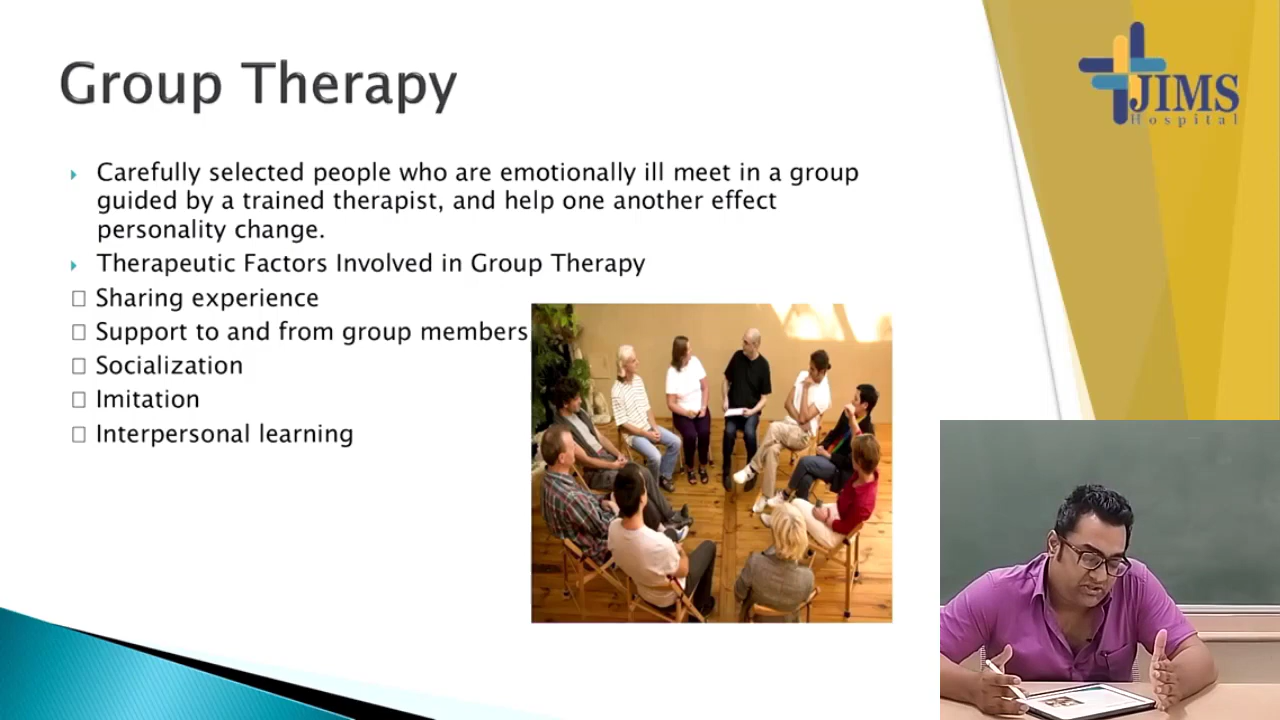 Group Therapy
JIMS
Hospital
Carefully selected people who are emotionally ill meet in a group
guided by a trained therapist, and help one another effect
personality change.
Therapeutic Factors Involved in Group Therapy
Sharing experience
Support to and from group members
Socialization
Imitation
Interpersonal learning